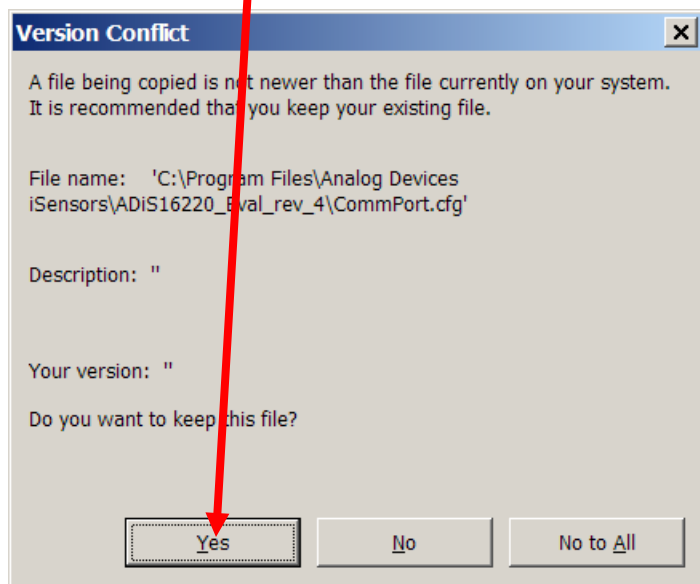 Version Conflict
A file being copied is not newer than the file currently on your system.
It is recommended that you keep your existing file.
File name: 'C:\Program Files\Analog Devices
iSensors\ADiS16220_Eval_rev_4\CommPort.cfg'
Description: "
Your version: "
Do you want to keep this file?
Yes No No to All